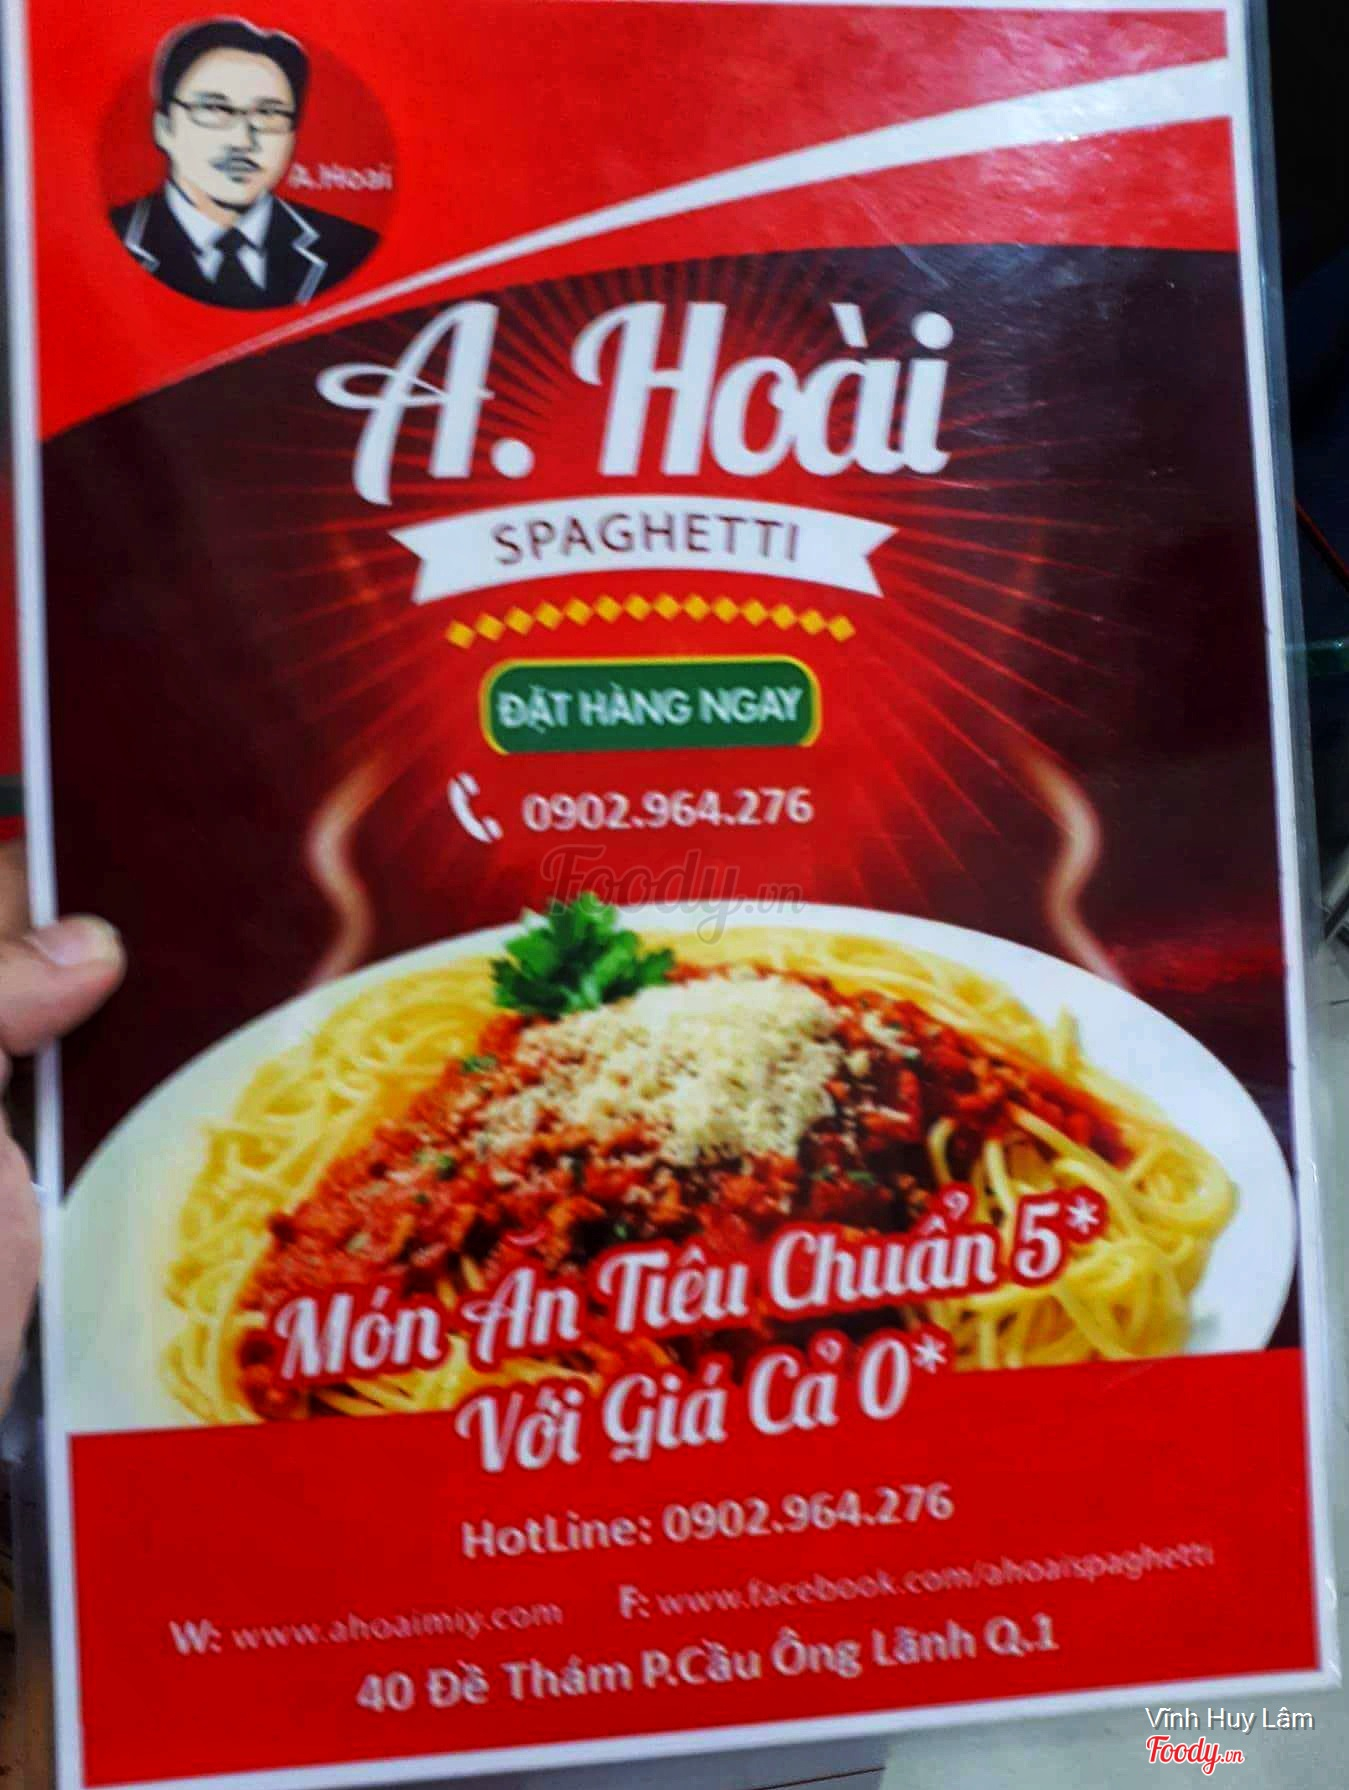 A.Hoai
A. Hoài
SPAGHETTI
ĐẶT HÀNG NGAY
0902.964.276
Foody.vn
Món Ăn Tiêu Chuẩn 5*
Với Giá Cả 0*
HotLine: 0902.964.276
W: www.ahoaimiy.com F: www.facebook.com/ahoaispaghetti
40 Đề Thám P.Cầu Ông Lãnh Q.1
Vĩnh Huy Lâm
Foody.vn